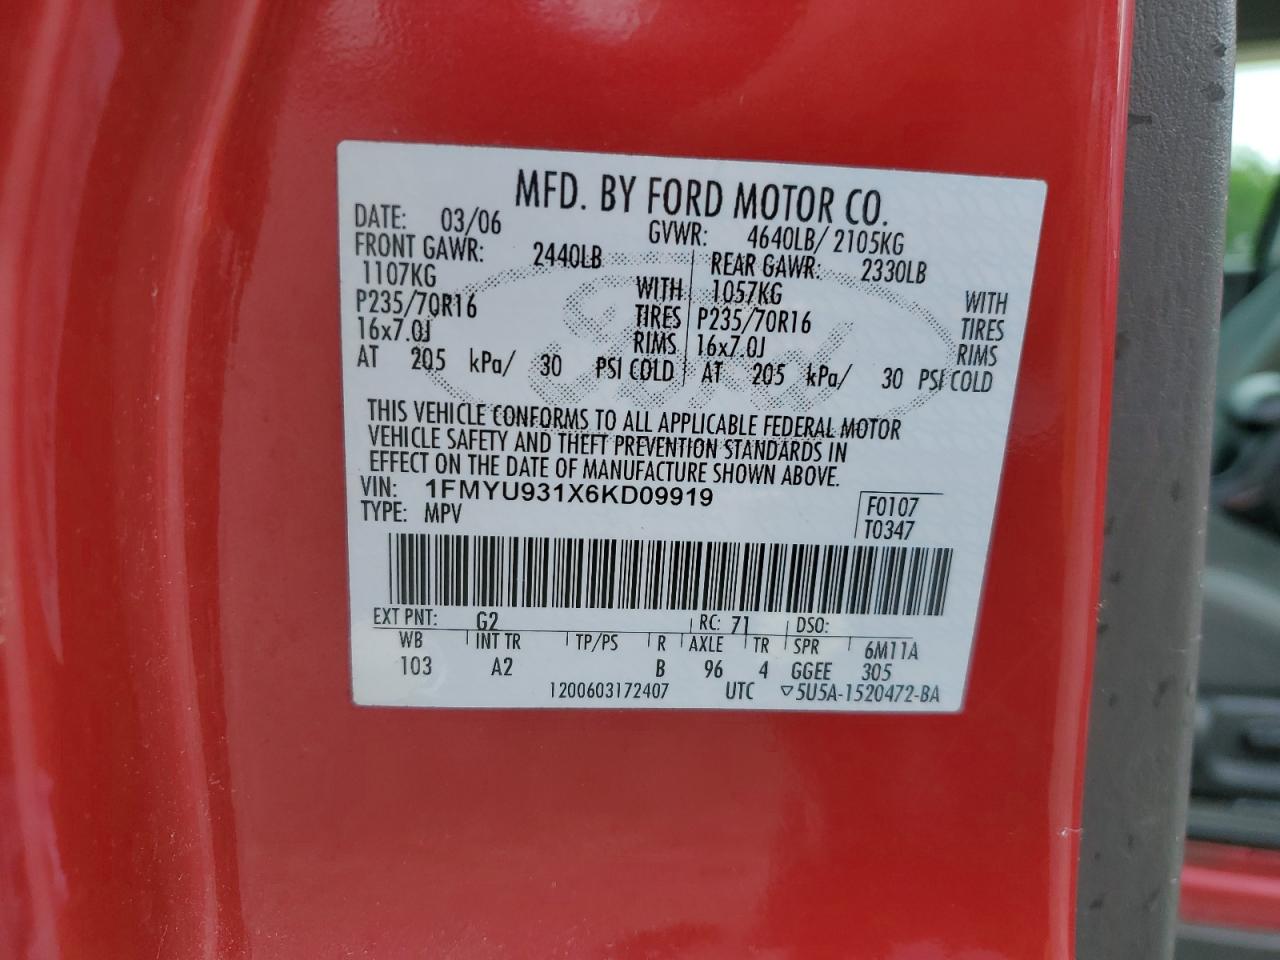 MFD. BY FORD MOTOR CO.
DATE: 03/06 GVWR: 4640LB/ 2105KG
FRONT GAWR: 2440LB REAR GAWR: 2330LB
1107KG WITH 1057KG WITH
P235/70R16 TIRES P235/70R16 TIRES
16x7.0J RIMS 16x7.0J RIMS
AT 205 kPa/ 30 PSI COLD AT 205 kPa/ 30 PSI COLD
Ford
THIS VEHICLE CONFORMS TO ALL APPLICABLE FEDERAL MOTOR
VEHICLE SAFETY AND THEFT PREVENTION STANDARDS IN
EFFECT ON THE DATE OF MANUFACTURE SHOWN ABOVE.
VIN: 1FMYU931X6KD09919 F0107
TYPE: MPV T0347
EXT PNT: G2 RC: 71 DSO:
WB INT TR TP/PS R AXLE TR SPR 6M11A
103 A2 B 96 4 GGEE 305
1200603172407 UTC ▽5U5A-1520472-BA